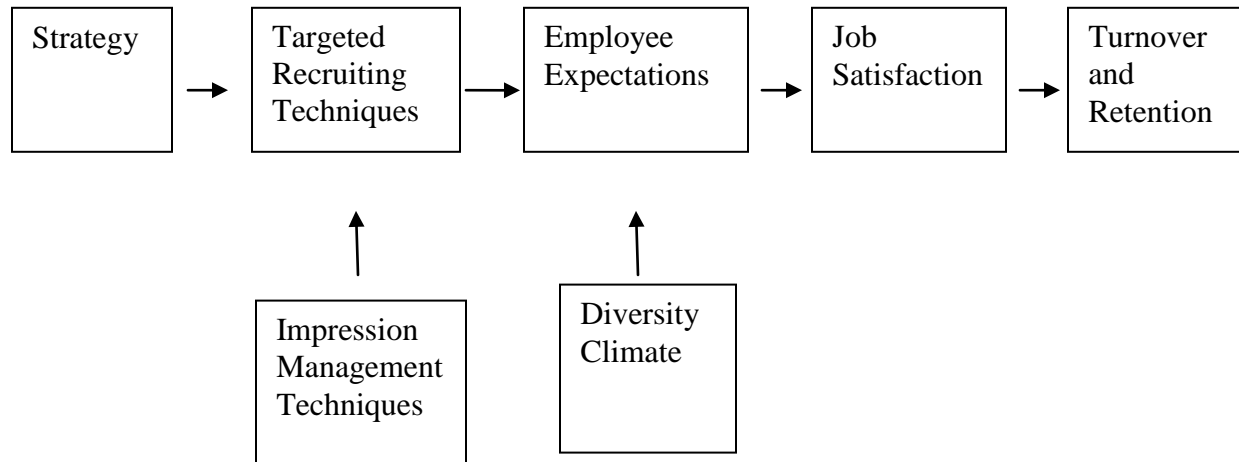 Strategy
Targeted
Recruiting
Techniques
Employee
Expectations
Job
Satisfaction
Turnover
and
Retention
Impression
Management
Techniques
Diversity
Climate